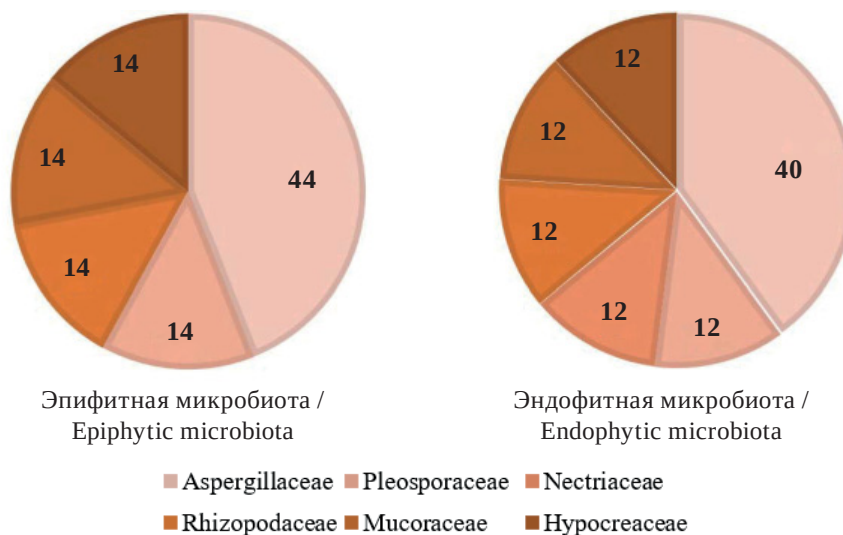 14
44
14
14
14
Эпифитная микробиота /
Epiphytic microbiota
12
40
12
12
12
12
Эндофитная микробиота /
Endophytic microbiota
Aspergillaceae Pleosporaceae Nectriaceae
Rhizopodaceae Mucoraceae Hypocreaceae